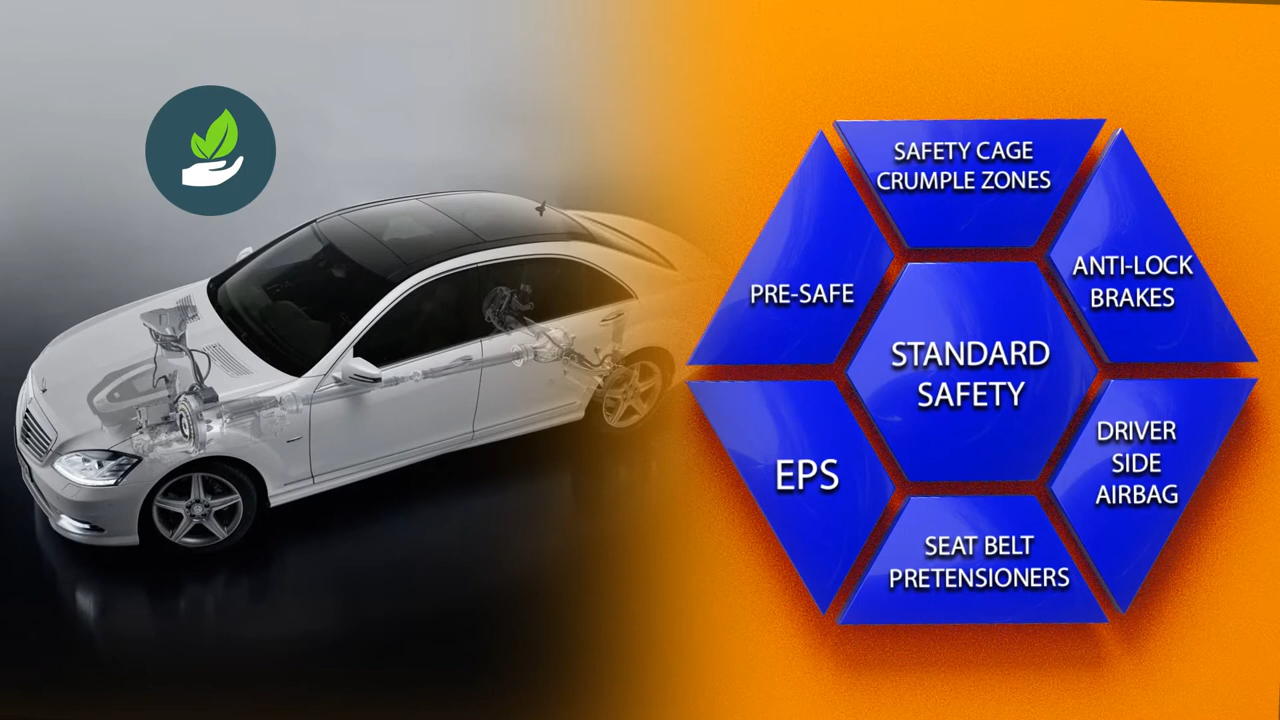 SAFETY CAGE
CRUMPLE ZONES
PRE-SAFE
ANTI-LOCK
BRAKES
STANDARD
SAFETY
EPS
DRIVER
SIDE
AIRBAG
SEAT BELT
PRETENSIONERS